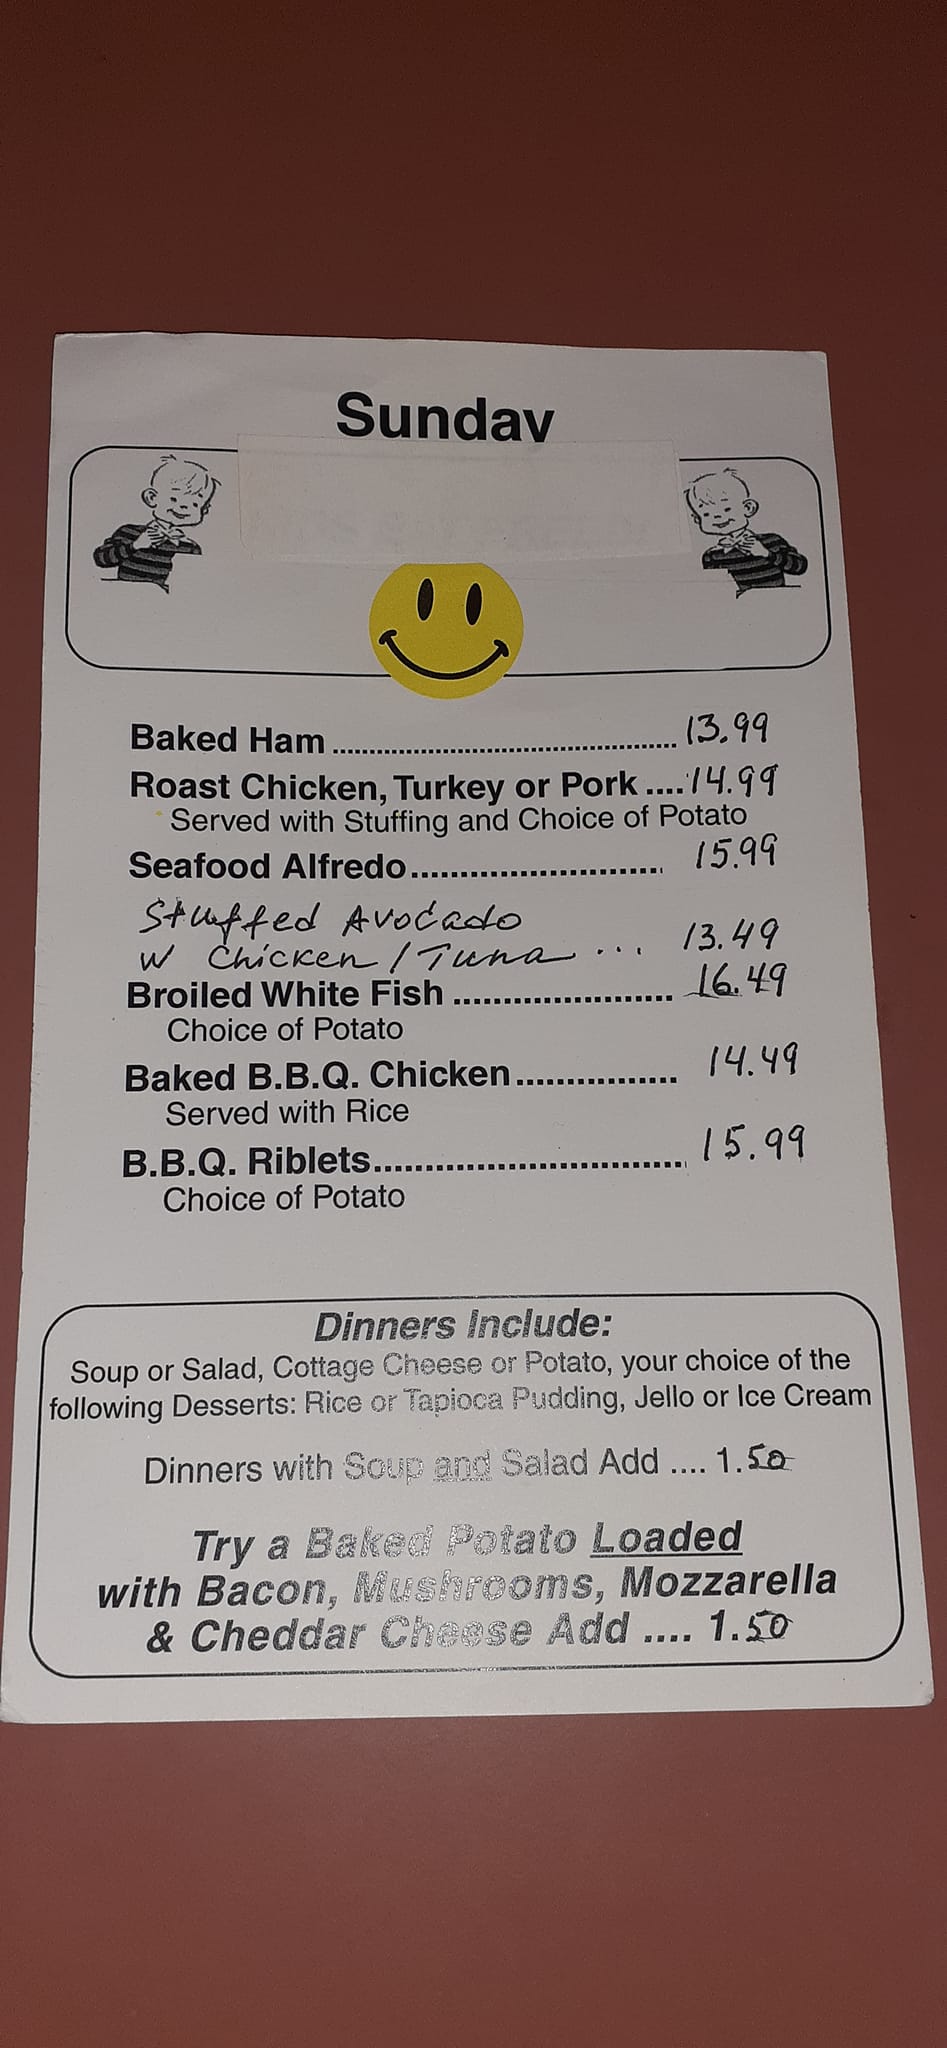 Sunday
Baked Ham ........................................ 13.99
Roast Chicken, Turkey or Pork .... 14.99
Served with Stuffing and Choice of Potato
Seafood Alfredo .......................... 15.99
Stuffed Avocado
w Chicken / Tuna ... 13.49
Broiled White Fish ....................... 16.49
Choice of Potato
Baked B.B.Q. Chicken ................ 14.49
Served with Rice
B.B.Q. Riblets .............................. 15.99
Choice of Potato
Dinners Include:
Soup or Salad, Cottage Cheese or Potato, your choice of the
following Desserts: Rice or Tapioca Pudding, Jello or Ice Cream
Dinners with Soup and Salad Add .... 1.50
Try a Baked Potato Loaded
with Bacon, Mushrooms, Mozzarella
& Cheddar Cheese Add .... 1.50